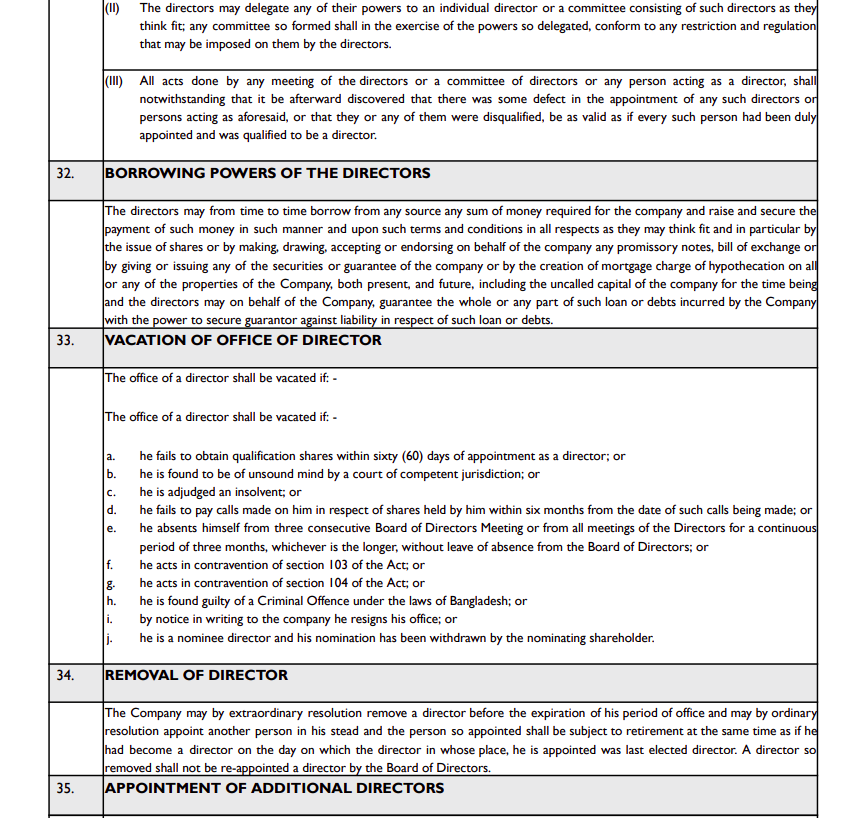 (II) The directors may delegate any of their powers to an individual director or a committee consisting of such directors as they
think fit; any committee so formed shall in the exercise of the powers so delegated, conform to any restriction and regulation
that may be imposed on them by the directors.
(III) All acts done by any meeting of the directors or a committee of directors or any person acting as a director, shall
notwithstanding that it be afterward discovered that there was some defect in the appointment of any such directors or
persons acting as aforesaid, or that they or any of them were disqualified, be as valid as if every such person had been duly
appointed and was qualified to be a director.
32. BORROWING POWERS OF THE DIRECTORS
The directors may from time to time borrow from any source any sum of money required for the company and raise and secure the
payment of such money in such manner and upon such terms and conditions in all respects as they may think fit and in particular by
the issue of shares or by making, drawing, accepting or endorsing on behalf of the company any promissory notes, bill of exchange or
by giving or issuing any of the securities or guarantee of the company or by the creation of mortgage charge of hypothecation on all
or any of the properties of the Company, both present, and future, including the uncalled capital of the company for the time being
and the directors may on behalf of the Company, guarantee the whole or any part of such loan or debts incurred by the Company
with the power to secure guarantor against liability in respect of such loan or debts.
33. VACATION OF OFFICE OF DIRECTOR
The office of a director shall be vacated if: -
The office of a director shall be vacated if: -
a. he fails to obtain qualification shares within sixty (60) days of appointment as a director; or
b. he is found to be of unsound mind by a court of competent jurisdiction; or
c. he is adjudged an insolvent; or
d. he fails to pay calls made on him in respect of shares held by him within six months from the date of such calls being made; or
e. he absents himself from three consecutive Board of Directors Meeting or from all meetings of the Directors for a continuous
period of three months, whichever is the longer, without leave of absence from the Board of Directors; or
f. he acts in contravention of section 103 of the Act; or
g. he acts in contravention of section 104 of the Act; or
h. he is found guilty of a Criminal Offence under the laws of Bangladesh; or
i. by notice in writing to the company he resigns his office; or
j. he is a nominee director and his nomination has been withdrawn by the nominating shareholder.
34. REMOVAL OF DIRECTOR
The Company may by extraordinary resolution remove a director before the expiration of his period of office and may by ordinary
resolution appoint another person in his stead and the person so appointed shall be subject to retirement at the same time as if he
had become a director on the day on which the director in whose place, he is appointed was last elected director. A director so
removed shall not be re-appointed a director by the Board of Directors.
35. APPOINTMENT OF ADDITIONAL DIRECTORS